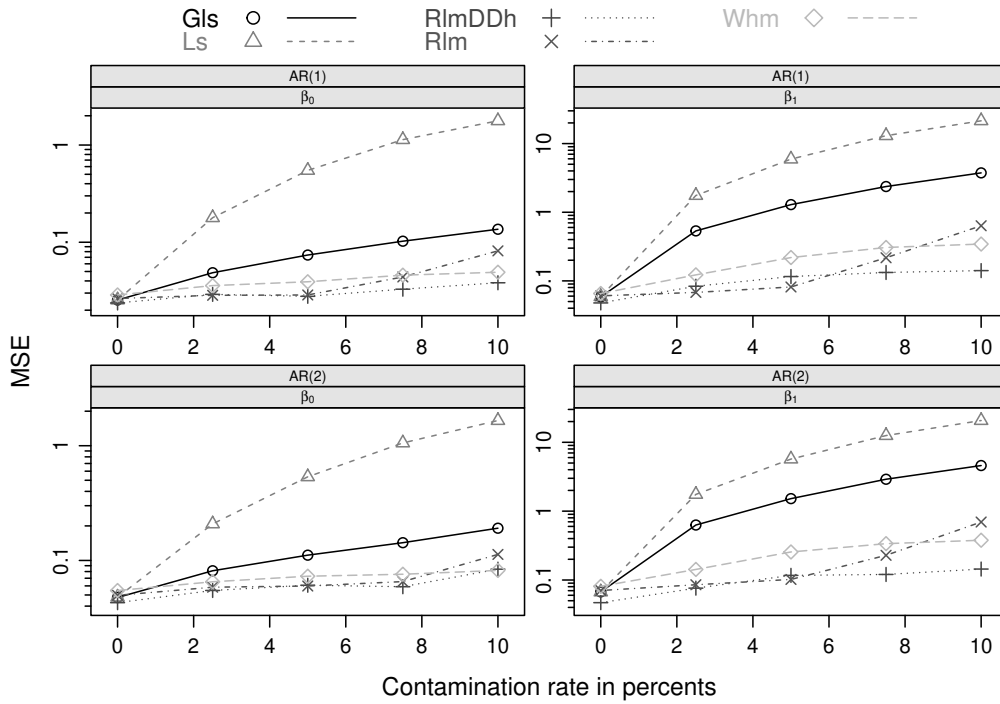 Gls RlmDDh Whm
Ls Rlm
AR(1) AR(1)
β0 β1
1
0.1
10
1
0.1
0 2 4 6 8 10 0 2 4 6 8 10
MSE
AR(2) AR(2)
β0 β1
1
0.1
10
1
0.1
0 2 4 6 8 10 0 2 4 6 8 10
Contamination rate in percents